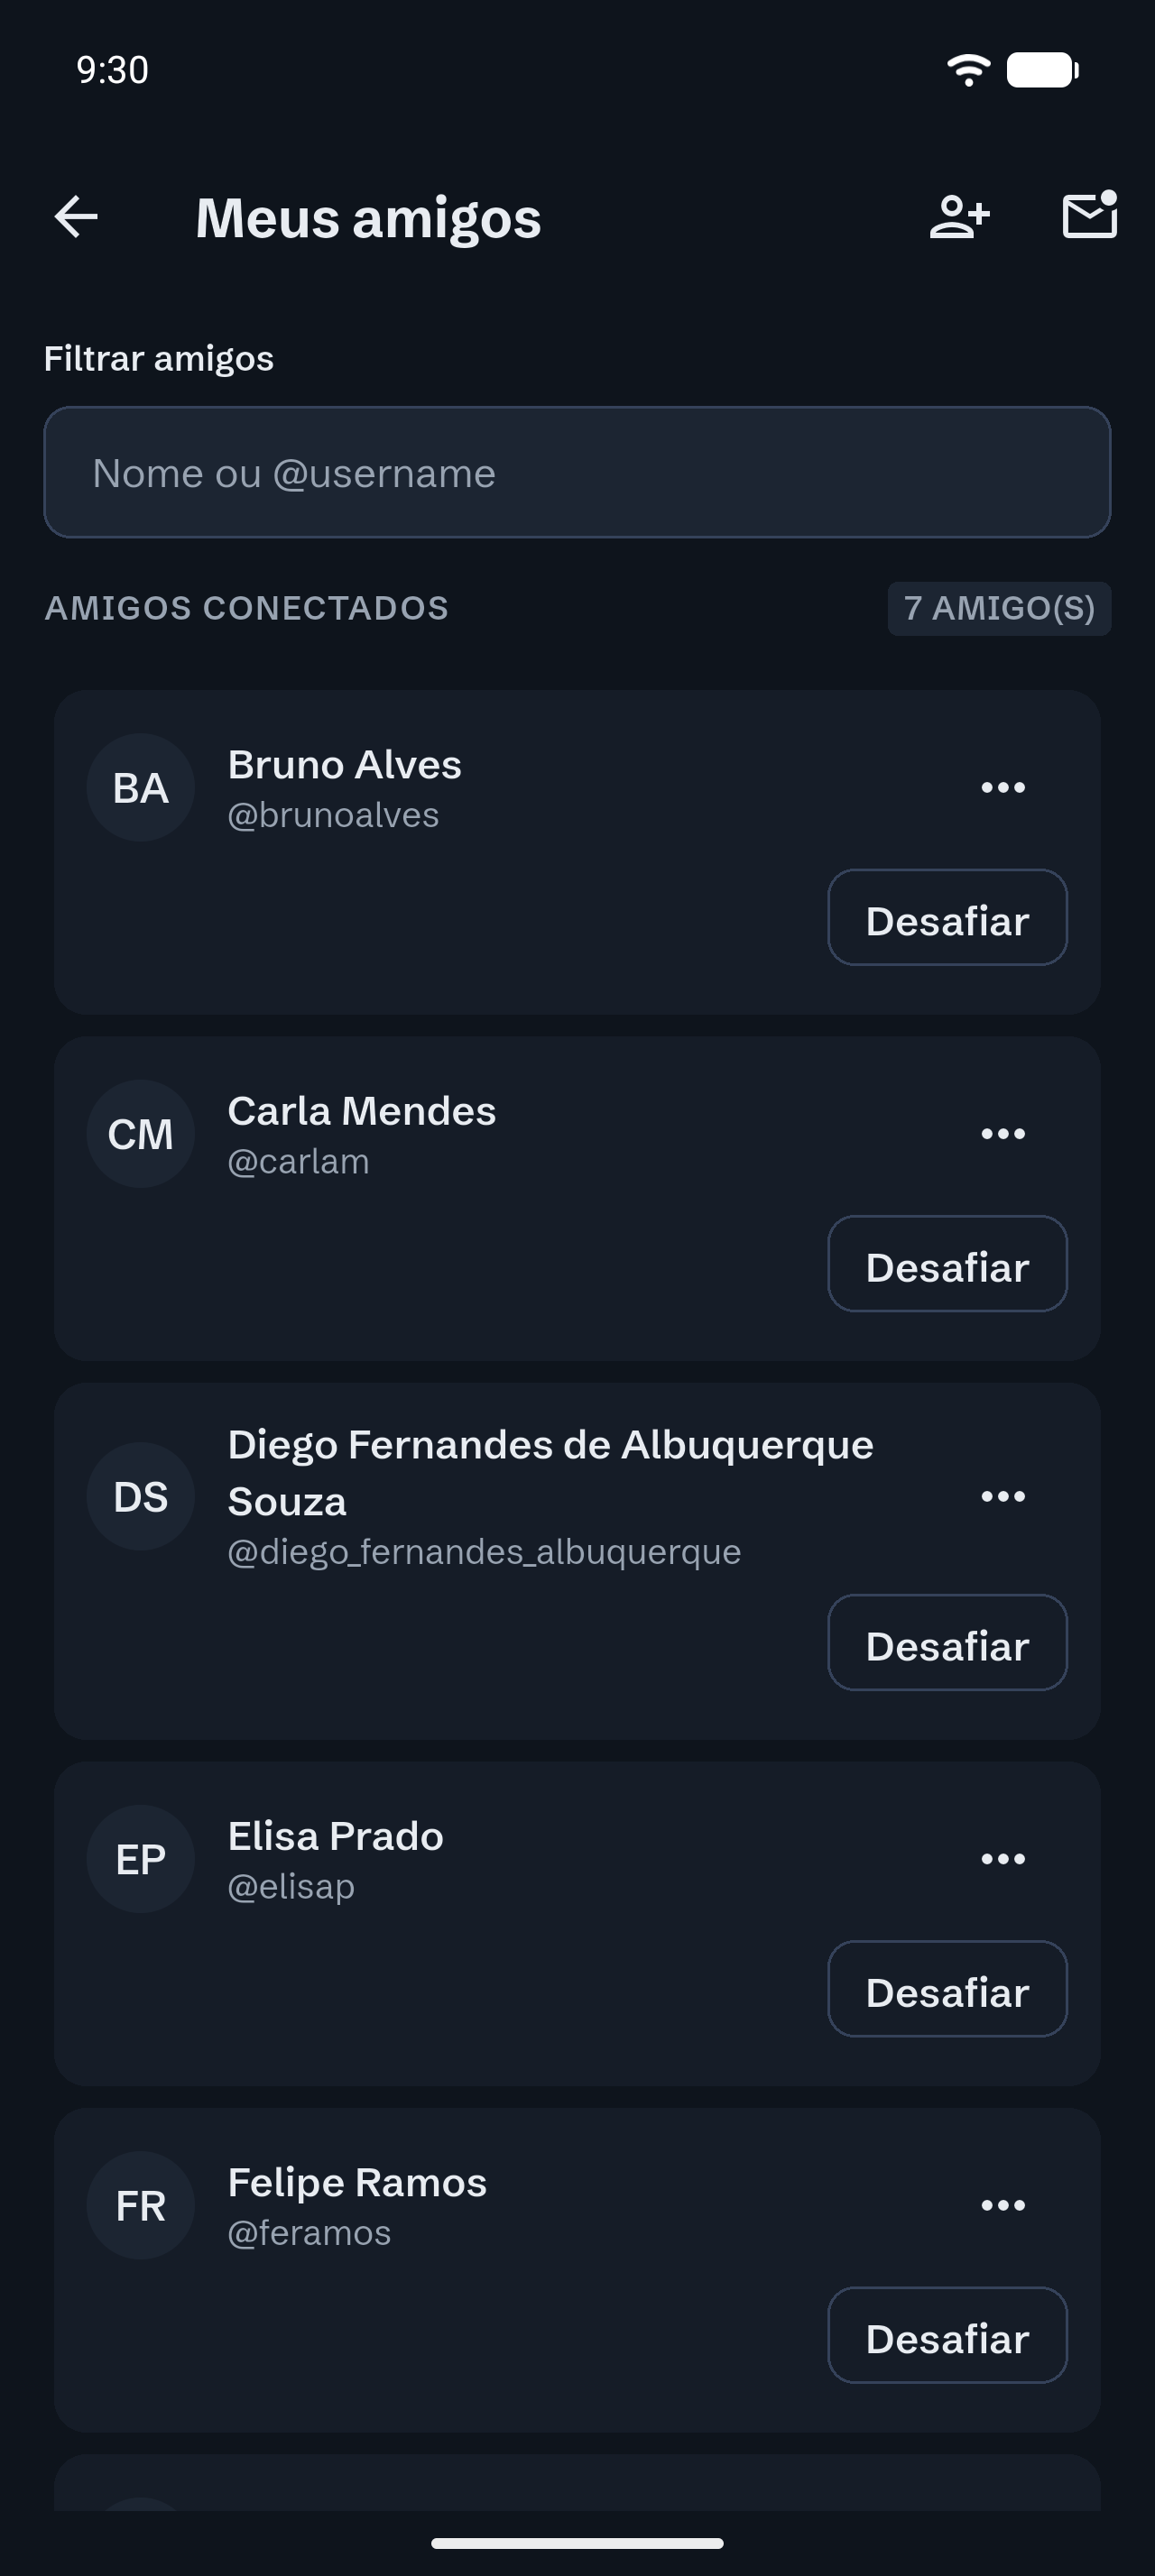 9:30
Meus amigos
Filtrar amigos
Nome ou @username
AMIGOS CONECTADOS
7 AMIGO(S)
BA
Bruno Alves
@brunoalves
Desafiar
CM
Carla Mendes
@carlam
Desafiar
DS
Diego Fernandes de Albuquerque
Souza
@diego_fernandes_albuquerque
Desafiar
EP
Elisa Prado
@elisap
Desafiar
FR
Felipe Ramos
@feramos
Desafiar